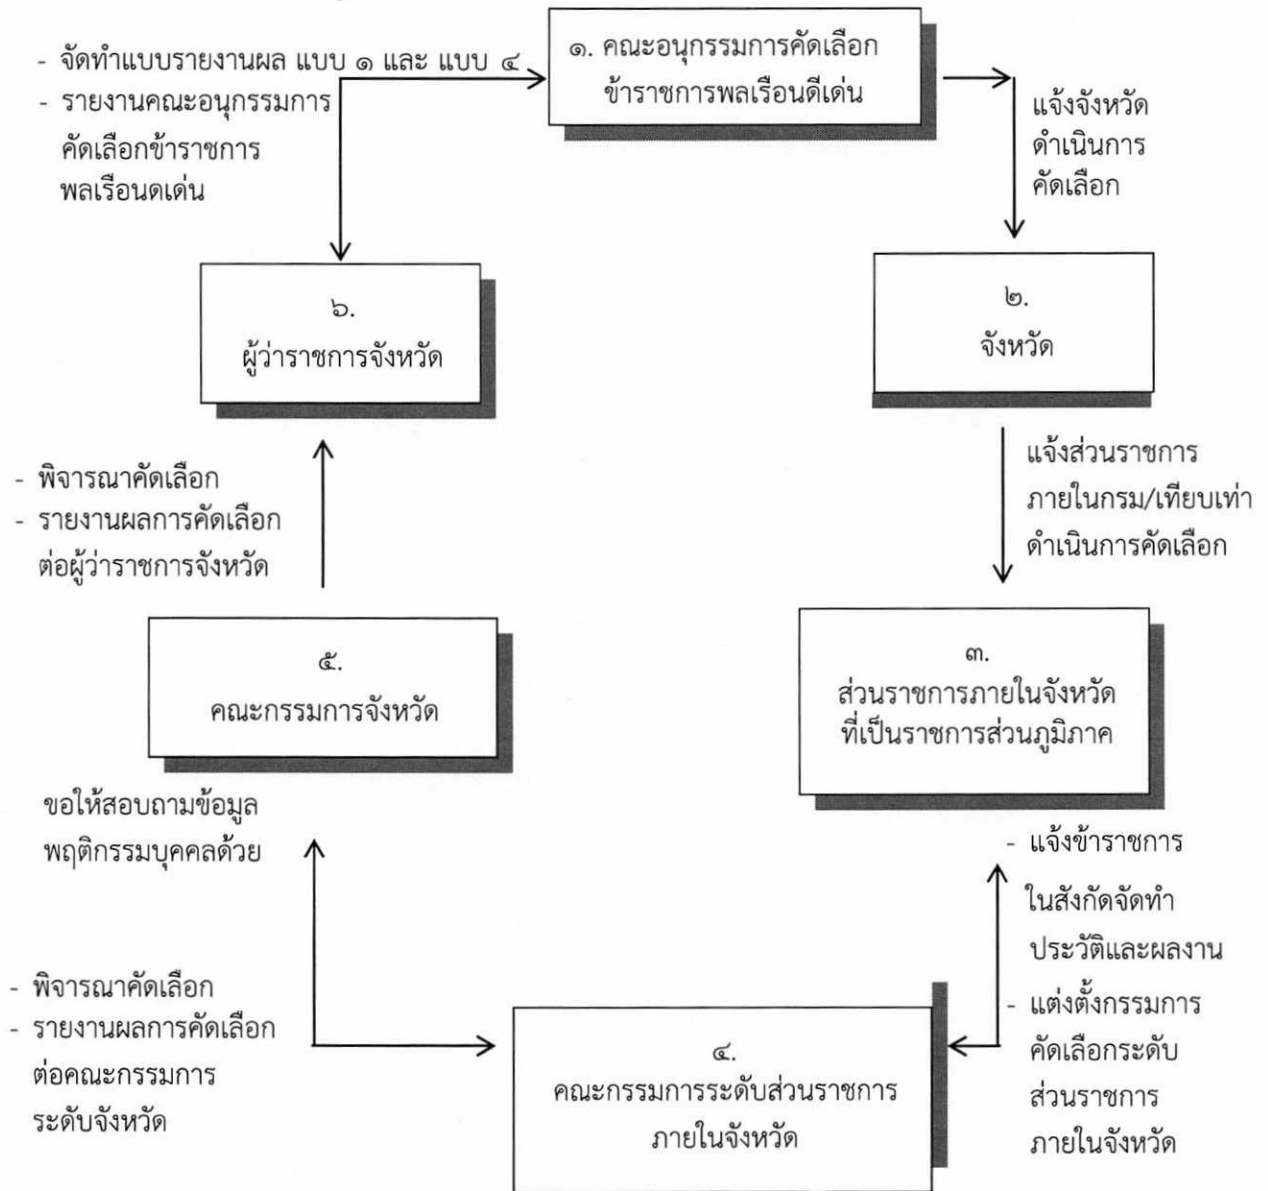 - จัดทำแบบรายงานผล แบบ ๑ และ แบบ ๔
- รายงานคณะอนุกรรมการ
คัดเลือกข้าราชการ
พลเรือนดเด่น
๑. คณะอนุกรรมการคัดเลือก
ข้าราชการพลเรือนดีเด่น
แจ้งจังหวัด
ดำเนินการ
คัดเลือก
๒.
จังหวัด
แจ้งส่วนราชการ
ภายในกรม/เทียบเท่า
ดำเนินการคัดเลือก
๓.
ส่วนราชการภายในจังหวัด
ที่เป็นราชการส่วนภูมิภาค
- แจ้งข้าราชการ
ในสังกัดจัดทำ
ประวัติและผลงาน
- แต่งตั้งกรรมการ
คัดเลือกระดับ
ส่วนราชการ
ภายในจังหวัด
๔.
คณะกรรมการระดับส่วนราชการ
ภายในจังหวัด
- พิจารณาคัดเลือก
- รายงานผลการคัดเลือก
ต่อคณะกรรมการ
ระดับจังหวัด
ขอให้สอบถามข้อมูล
พฤติกรรมบุคคลด้วย
๕.
คณะกรรมการจังหวัด
- พิจารณาคัดเลือก
- รายงานผลการคัดเลือก
ต่อผู้ว่าราชการจังหวัด
๖.
ผู้ว่าราชการจังหวัด